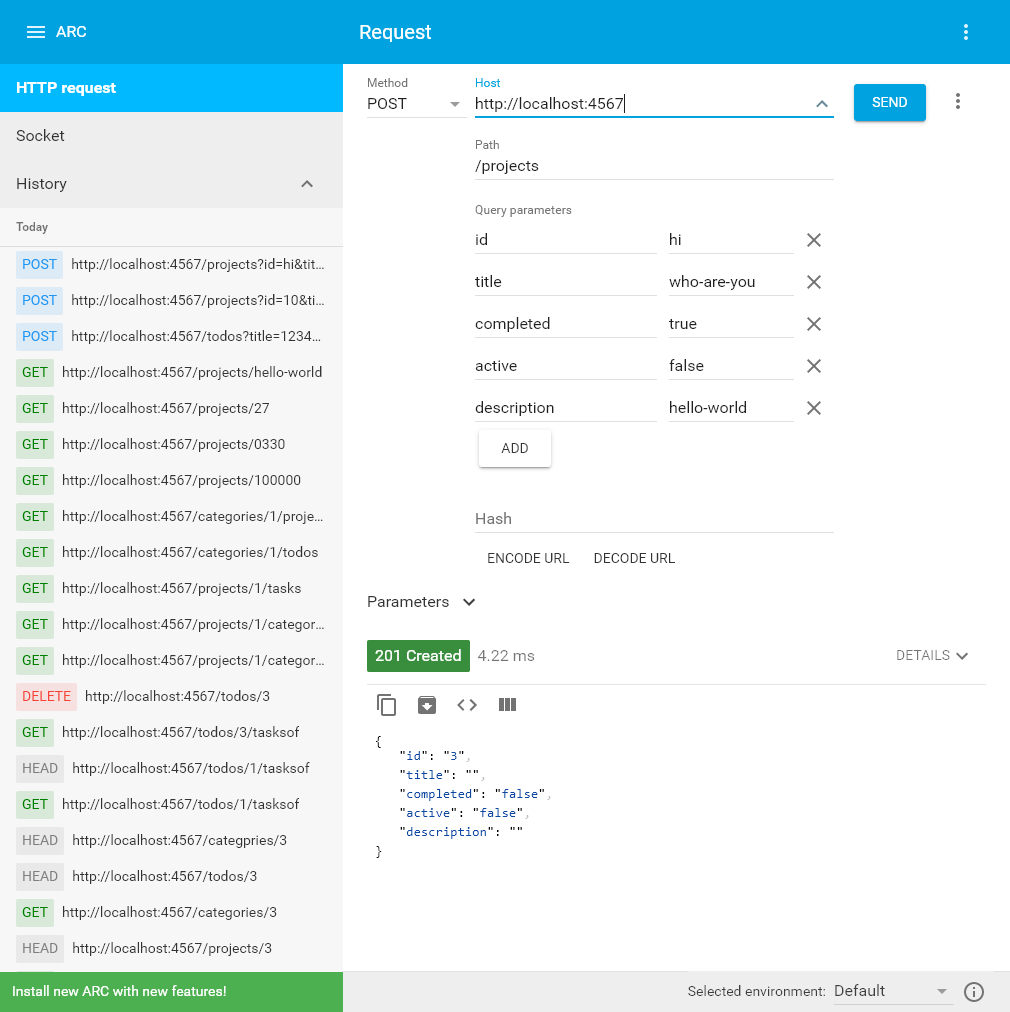 ARC
HTTP request
Socket
History
Today
POST http://localhost:4567/projects?id=hi&tit...
POST http://localhost:4567/projects?id=10&ti...
POST http://localhost:4567/todos?title=1234...
GET http://localhost:4567/projects/hello-world
GET http://localhost:4567/projects/27
GET http://localhost:4567/projects/0330
GET http://localhost:4567/projects/100000
GET http://localhost:4567/categories/1/proje...
GET http://localhost:4567/categories/1/todos
GET http://localhost:4567/projects/1/tasks
GET http://localhost:4567/projects/1/categor...
GET http://localhost:4567/projects/1/categor...
DELETE http://localhost:4567/todos/3
GET http://localhost:4567/todos/3/tasksof
HEAD http://localhost:4567/todos/1/tasksof
GET http://localhost:4567/todos/1/tasksof
HEAD http://localhost:4567/categpries/3
HEAD http://localhost:4567/todos/3
GET http://localhost:4567/categories/3
HEAD http://localhost:4567/projects/3
Install new ARC with new features!
Request
Method Host
POST http://localhost:4567 SEND
Path
/projects
Query parameters
id hi
title who-are-you
completed true
active false
description hello-world
ADD
Hash
ENCODE URL DECODE URL
Parameters
201 Created 4.22 ms DETAILS
{
"id": "3",
"title": "",
"completed": "false",
"active": "false",
"description": ""
}
Selected environment: Default